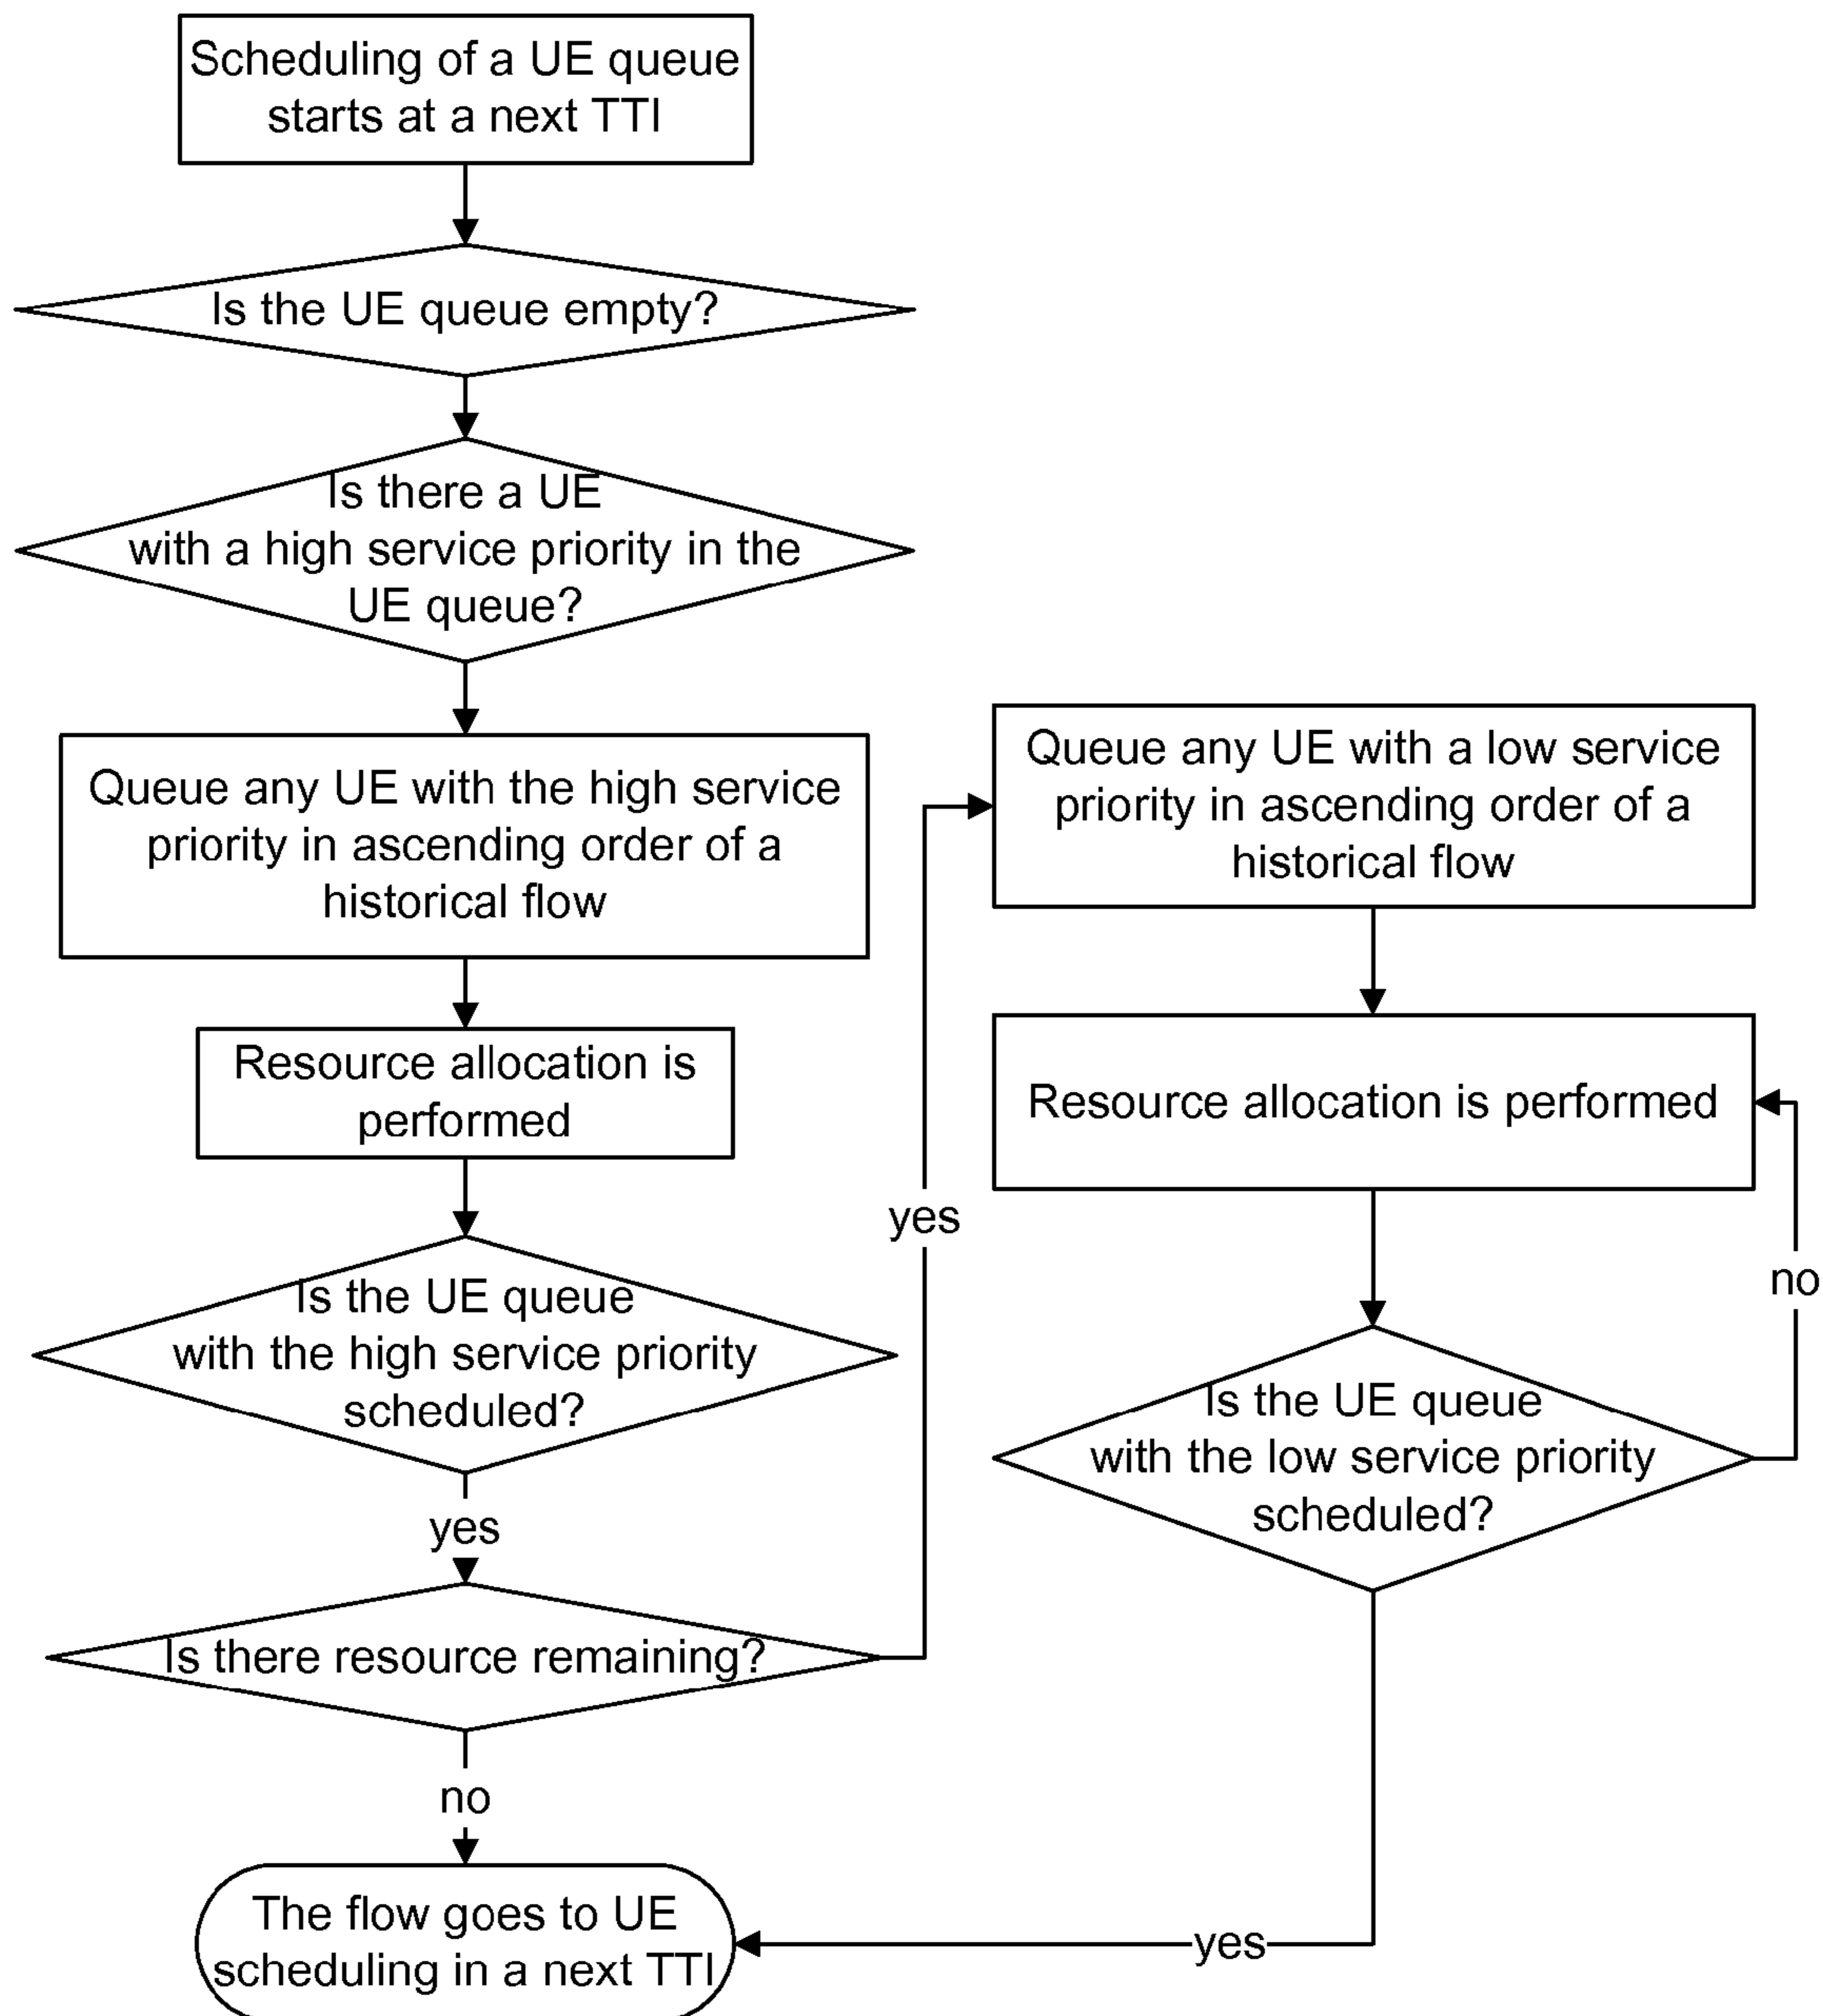 Scheduling of a UE queue
starts at a next TTI
Is the UE queue empty?
Is there a UE
with a high service priority in the
UE queue?
Queue any UE with the high service
priority in ascending order of a
historical flow
Resource allocation is
performed
Is the UE queue
with the high service priority
scheduled?
yes
Is there resource remaining?
no
The flow goes to UE
scheduling in a next TTI
yes
Queue any UE with a low service
priority in ascending order of a
historical flow
Resource allocation is performed
no
Is the UE queue
with the low service priority
scheduled?
yes